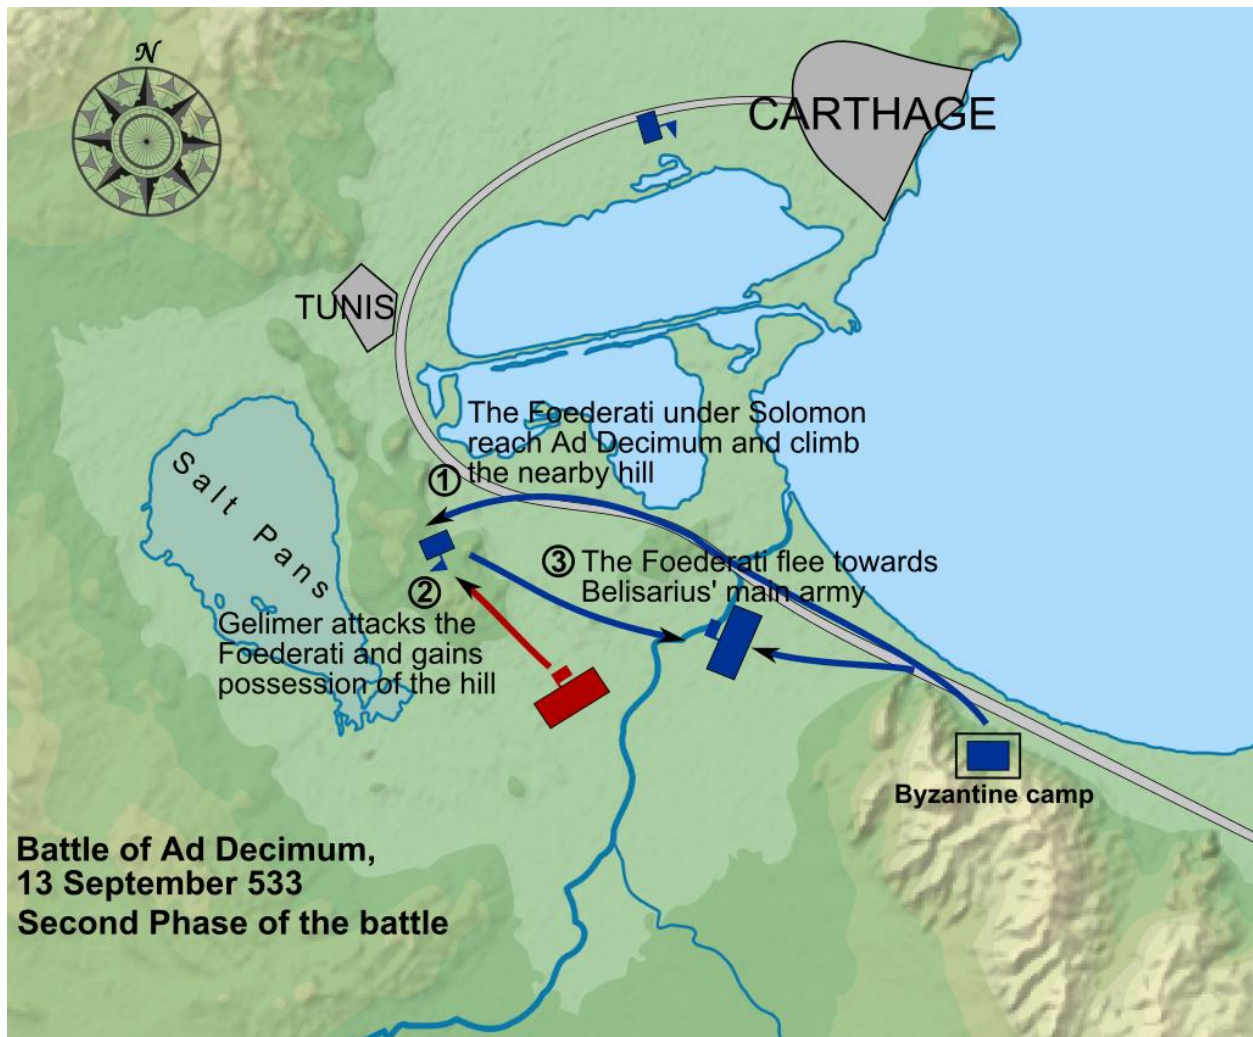 N
CARTHAGE
TUNIS
The Foederati under Solomon
reach Ad Decimum and climb
the nearby hill
1
Salt Pans
3 The Foederati flee towards
Belisarius' main army
2
Gelimer attacks the
Foederati and gains
possession of the hill
Byzantine camp
Battle of Ad Decimum,
13 September 533
Second Phase of the battle